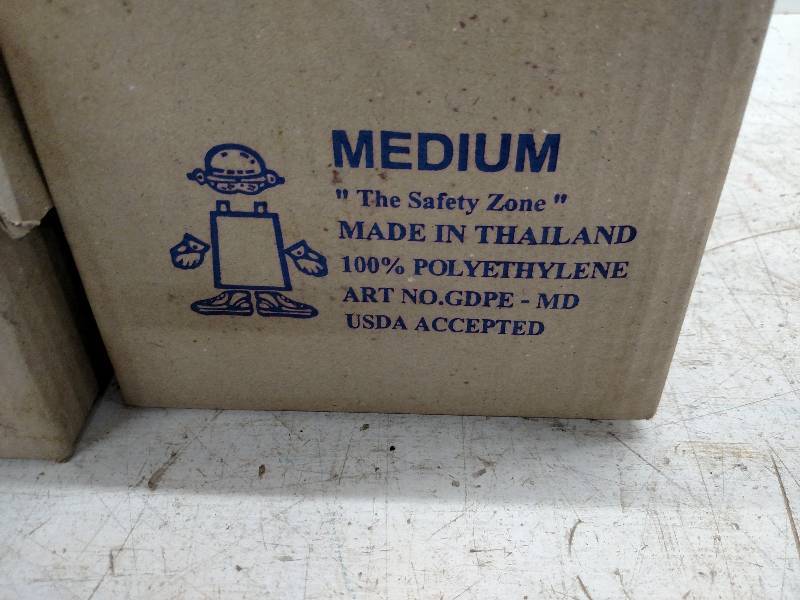 MEDIUM
" The Safety Zone "
MADE IN THAILAND
100% POLYETHYLENE
ART NO.GDPE - MD
USDA ACCEPTED